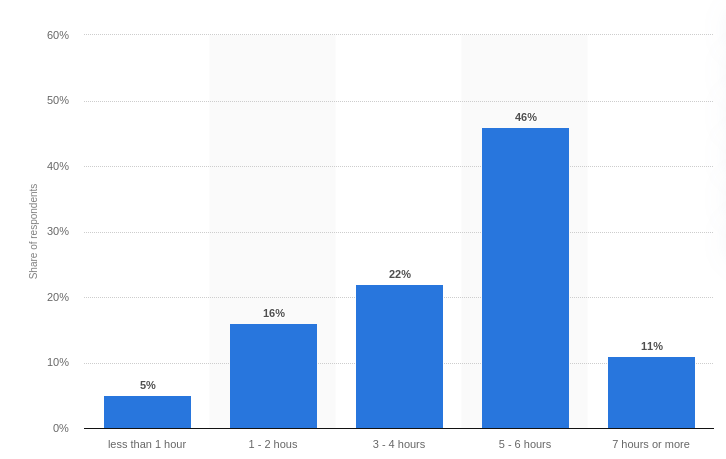 60%
50%
40%
30%
20%
10%
0%
Share of respondents
5%
16%
22%
46%
11%
less than 1 hour
1 - 2 hous
3 - 4 hours
5 - 6 hours
7 hours or more